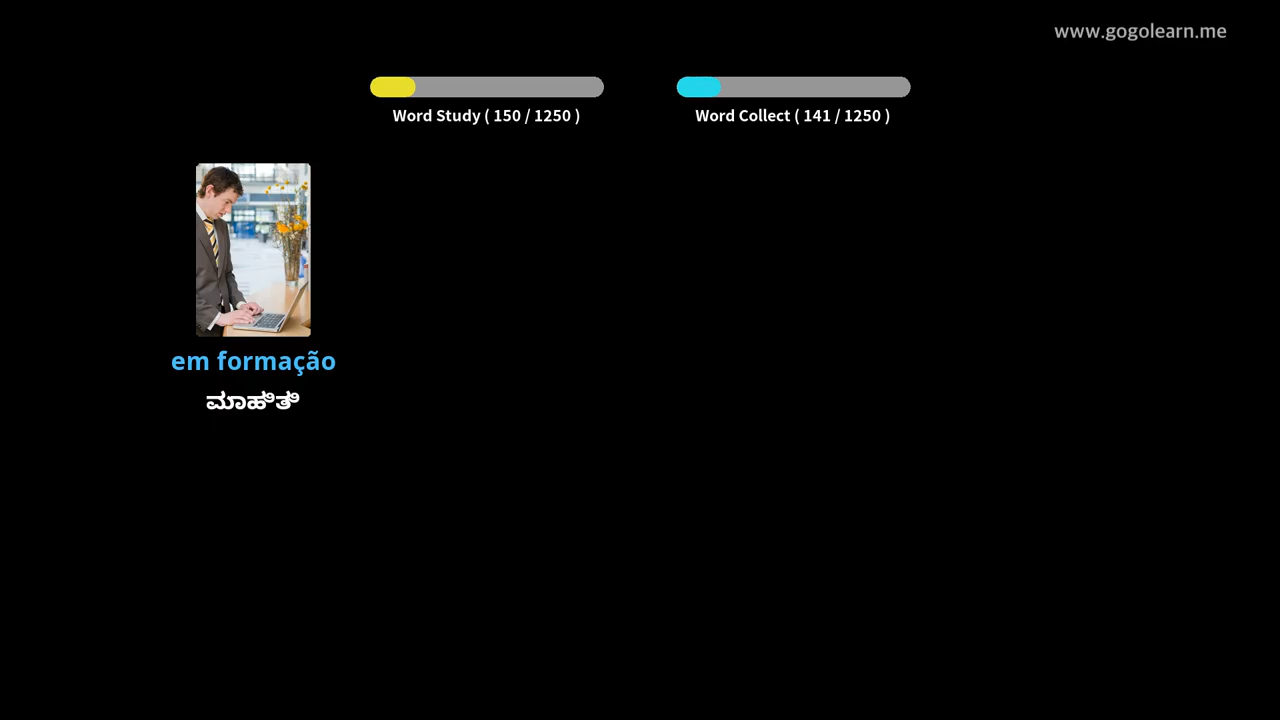 www.gogolearn.me
Word Study ( 150 / 1250 )
Word Collect ( 141 / 1250 )
em formação
ಮಾಹಿತಿ